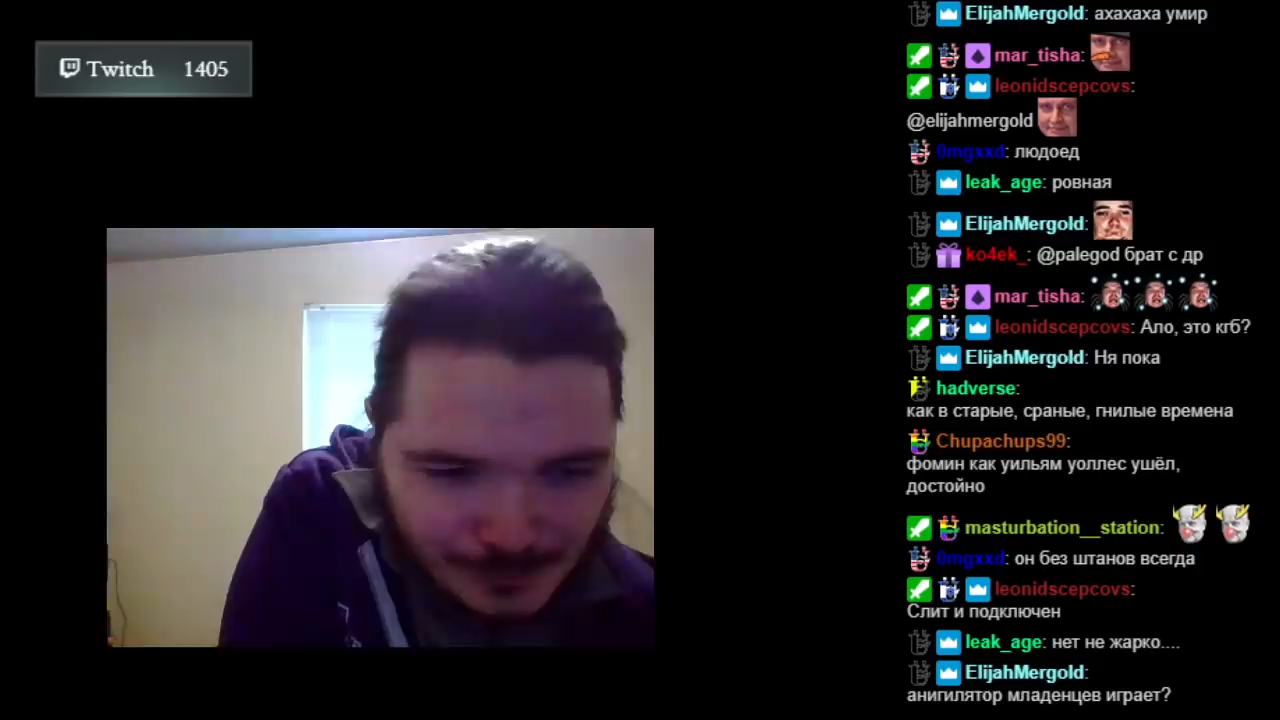 Twitch 1405
ElijahMergold: ахахаха умир
mar_tisha:
leonidscepcovs:
@elijahmergold
0mgxxd: людоед
leak_age: ровная
ElijahMergold:
ko4ek_: @palegod брат с др
mar_tisha:
leonidscepcovs: Ало, это кгб?
ElijahMergold: Ня пока
hadverse:
как в старые, сраные, гнилые времена
Chupachups99:
фомин как уильям уоллес ушёл,
достойно
masturbation__station:
0mgxxd: он без штанов всегда
leonidscepcovs:
Слит и подключен
leak_age: нет не жарко....
ElijahMergold:
анигилятор младенцев играет?